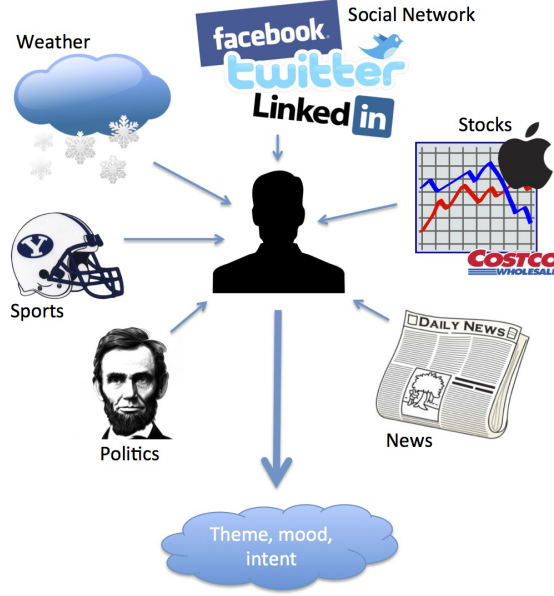 Social Network
Weather
facebook.
twitter
Linked in
Stocks
COSTCO
WHOLESALE
Y
Sports
DAILY NEWS
Politics
News
Theme, mood,
intent